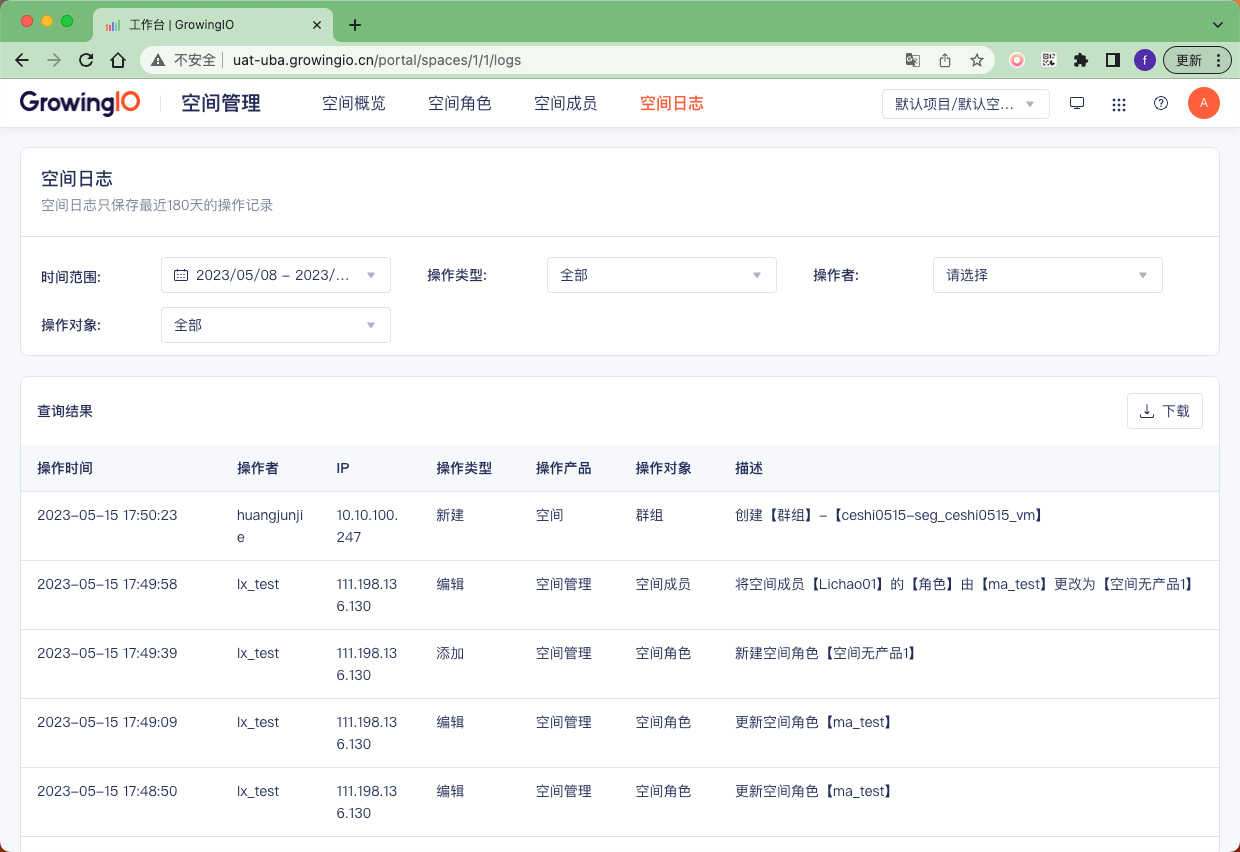 工作台 | GrowingIO
不安全 uat-uba.growingio.cn/portal/spaces/1/1/logs
f
更新
GrowingIO 空间管理 空间概览 空间角色 空间成员 空间日志 默认项目/默认空… A
空间日志
空间日志只保存最近180天的操作记录
时间范围: 2023/05/08 – 2023/… 操作类型: 全部 操作者: 请选择
操作对象: 全部
查询结果 下载
操作时间 操作者 IP 操作类型 操作产品 操作对象 描述
2023–05–15 17:50:23 huangjunji 10.10.100. 新建 空间 群组 创建【群组】–【ceshi0515–seg_ceshi0515_vm】
e 247
2023–05–15 17:49:58 lx_test 111.198.13 编辑 空间管理 空间成员 将空间成员【Lichao01】的【角色】由【ma_test】更改为【空间无产品1】
6.130
2023–05–15 17:49:39 lx_test 111.198.13 添加 空间管理 空间角色 新建空间角色【空间无产品1】
6.130
2023–05–15 17:49:09 lx_test 111.198.13 编辑 空间管理 空间角色 更新空间角色【ma_test】
6.130
2023–05–15 17:48:50 lx_test 111.198.13 编辑 空间管理 空间角色 更新空间角色【ma_test】
6.130